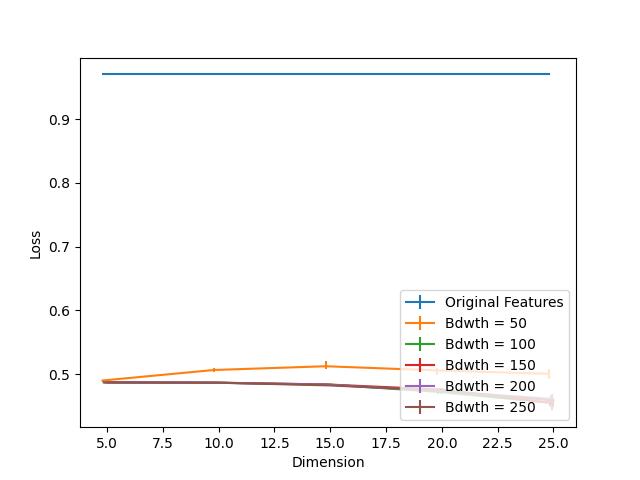 0.9
0.8
0.7
0.6
0.5
Loss
Original Features
Bdwth = 50
Bdwth = 100
Bdwth = 150
Bdwth = 200
Bdwth = 250
5.0 7.5 10.0 12.5 15.0 17.5 20.0 22.5 25.0
Dimension